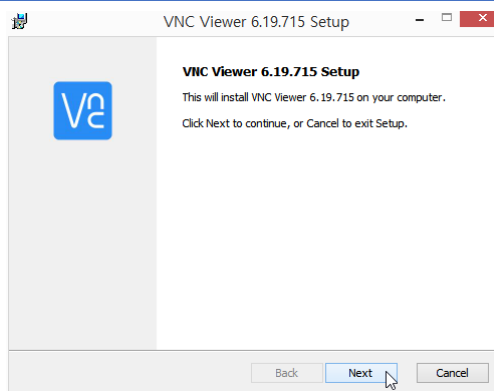 VNC Viewer 6.19.715 Setup
VNC Viewer 6.19.715 Setup
This will install VNC Viewer 6.19.715 on your computer.
Click Next to continue, or Cancel to exit Setup.
Vnc
Back
Next
Cancel